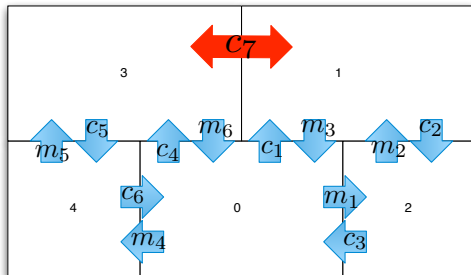 c₇
3 1
c₅ m₆ m₃ c₂
m₅ c₄ c₁ m₂
c₆ m₁
4 0 2
m₄ c₃